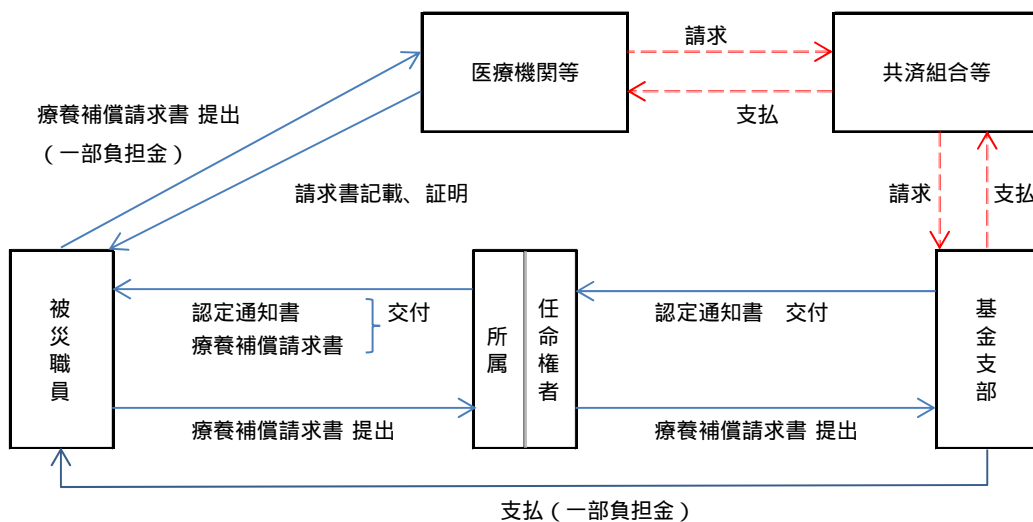 請求
医療機関等
共済組合等
支払
療養補償請求書 提出
(一部負担金)
請求書記載、証明
請求
支払
被災職員
認定通知書
療養補償請求書
交付
所属
任命権者
認定通知書 交付
基金支部
療養補償請求書 提出
療養補償請求書 提出
支払(一部負担金)